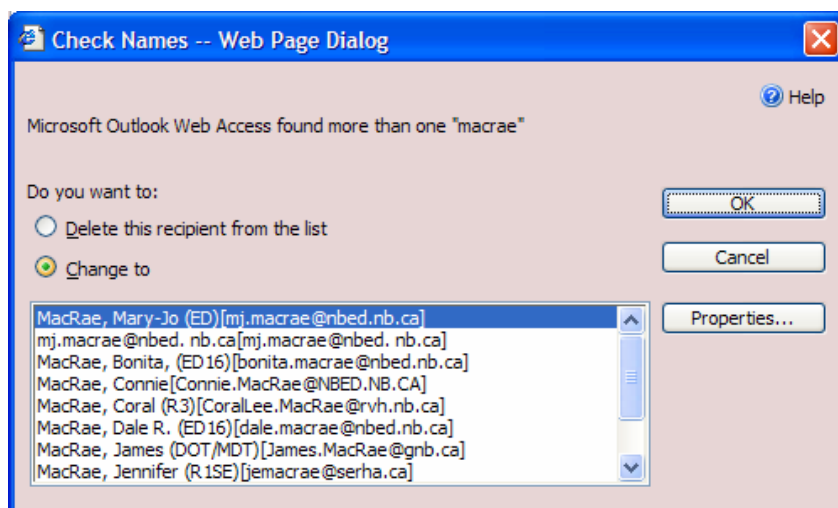 Check Names -- Web Page Dialog
Help
Microsoft Outlook Web Access found more than one "macrae"
Do you want to:
Delete this recipient from the list
OK
Change to
Cancel
MacRae, Mary-Jo (ED)[mj.macrae@nbed.nb.ca]
Properties...
mj.macrae@nbed. nb.ca[mj.macrae@nbed. nb.ca]
MacRae, Bonita, (ED16)[bonita.macrae@nbed.nb.ca]
MacRae, Connie[Connie.MacRae@NBED.NB.CA]
MacRae, Coral (R3)[CoralLee.MacRae@rvh.nb.ca]
MacRae, Dale R. (ED16)[dale.macrae@nbed.nb.ca]
MacRae, James (DOT/MDT)[James.MacRae@gnb.ca]
MacRae, Jennifer (R1SE)[jemacrae@serha.ca]